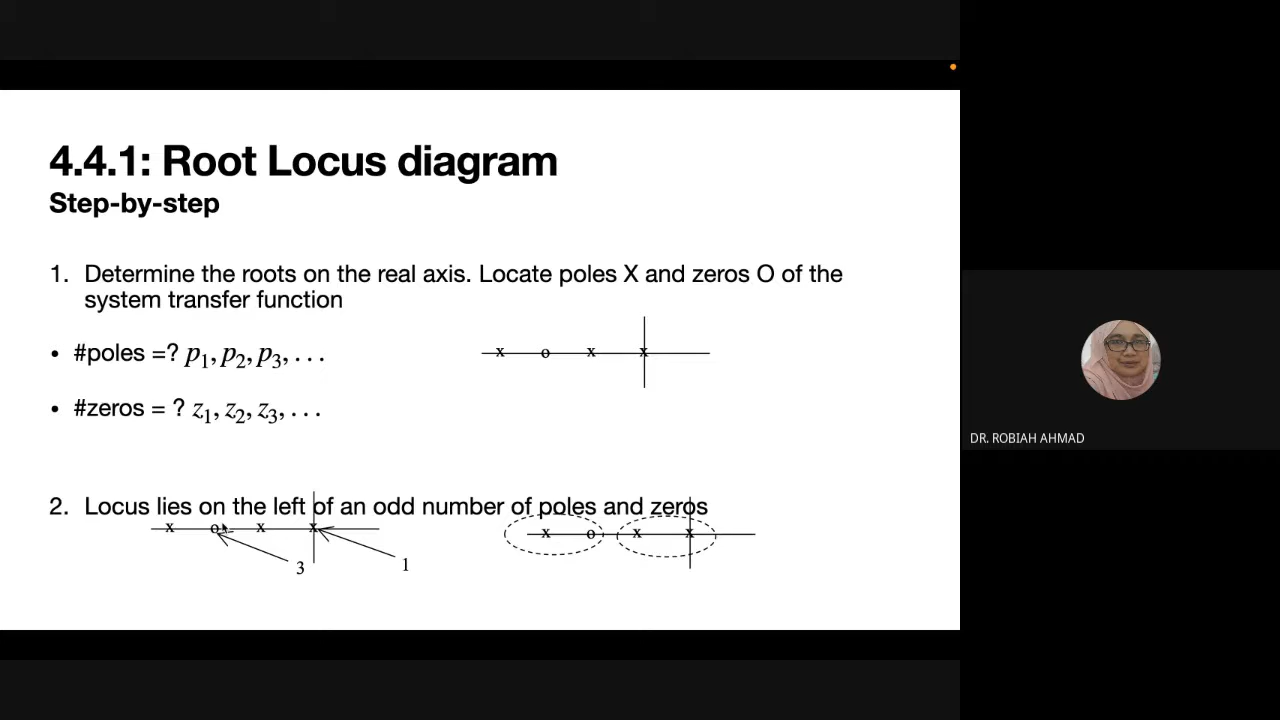 4.4.1: Root Locus diagram
Step-by-step
1. Determine the roots on the real axis. Locate poles X and zeros O of the
system transfer function
• #poles =? p₁, p₂, p₃, . . .
x o x x
• #zeros = ? z₁, z₂, z₃, . . .
2. Locus lies on the left of an odd number of poles and zeros
x o x x
x o x x
3
1
DR. ROBIAH AHMAD